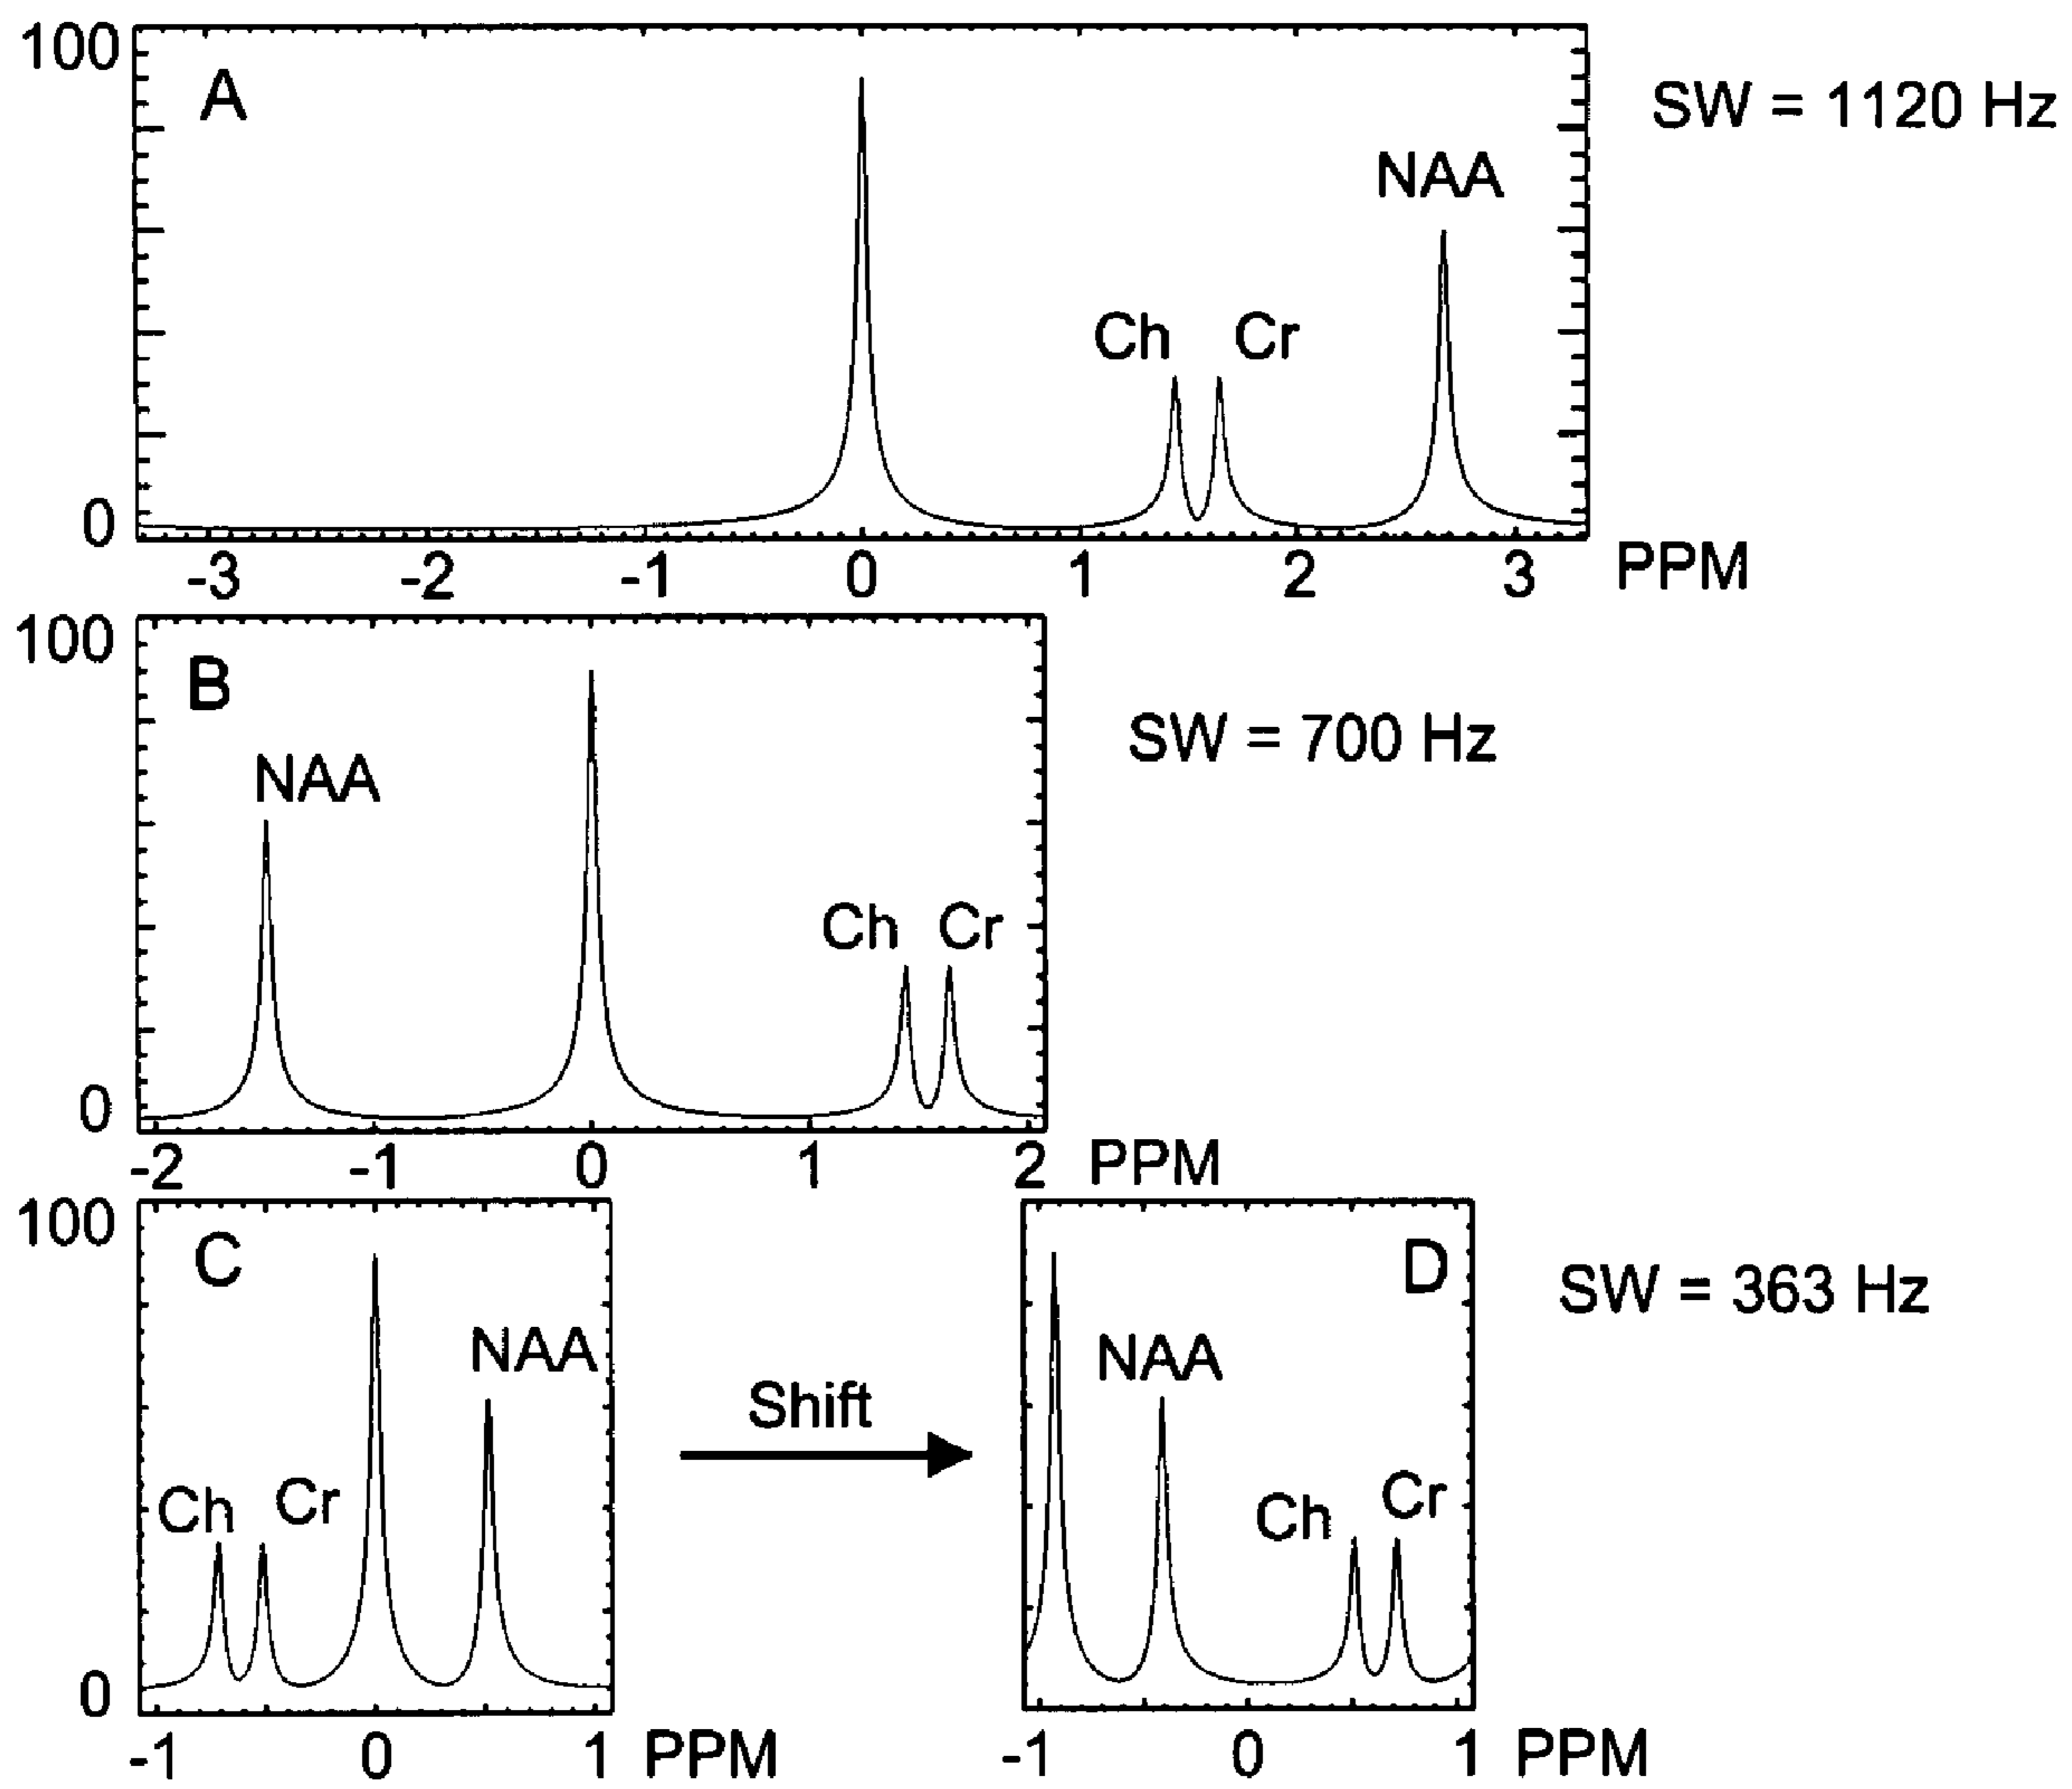 100
A
SW = 1120 Hz
NAA
Ch Cr
0
-3 -2 -1 0 1 2 3 PPM
100
B
SW = 700 Hz
NAA
Ch Cr
0
-2 -1 0 1 2 PPM
100
C
NAA
Ch Cr
0
-1 0 1 PPM
Shift
D
SW = 363 Hz
NAA
Ch Cr
-1 0 1 PPM